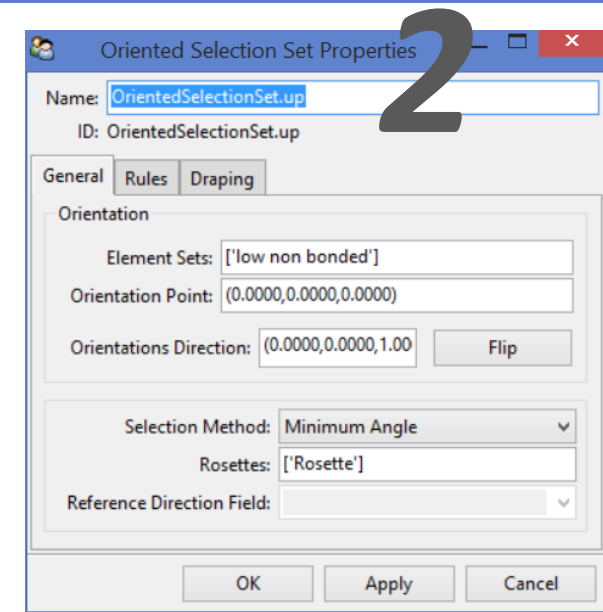 2
Oriented Selection Set Properties
Name: OrientedSelectionSet.up
ID: OrientedSelectionSet.up
General Rules Draping
Orientation
Element Sets: ['low non bonded']
Orientation Point: (0.0000,0.0000,0.0000)
Orientations Direction: (0.0000,0.0000,1.00 Flip
Selection Method: Minimum Angle
Rosettes: ['Rosette']
Reference Direction Field:
OK Apply Cancel